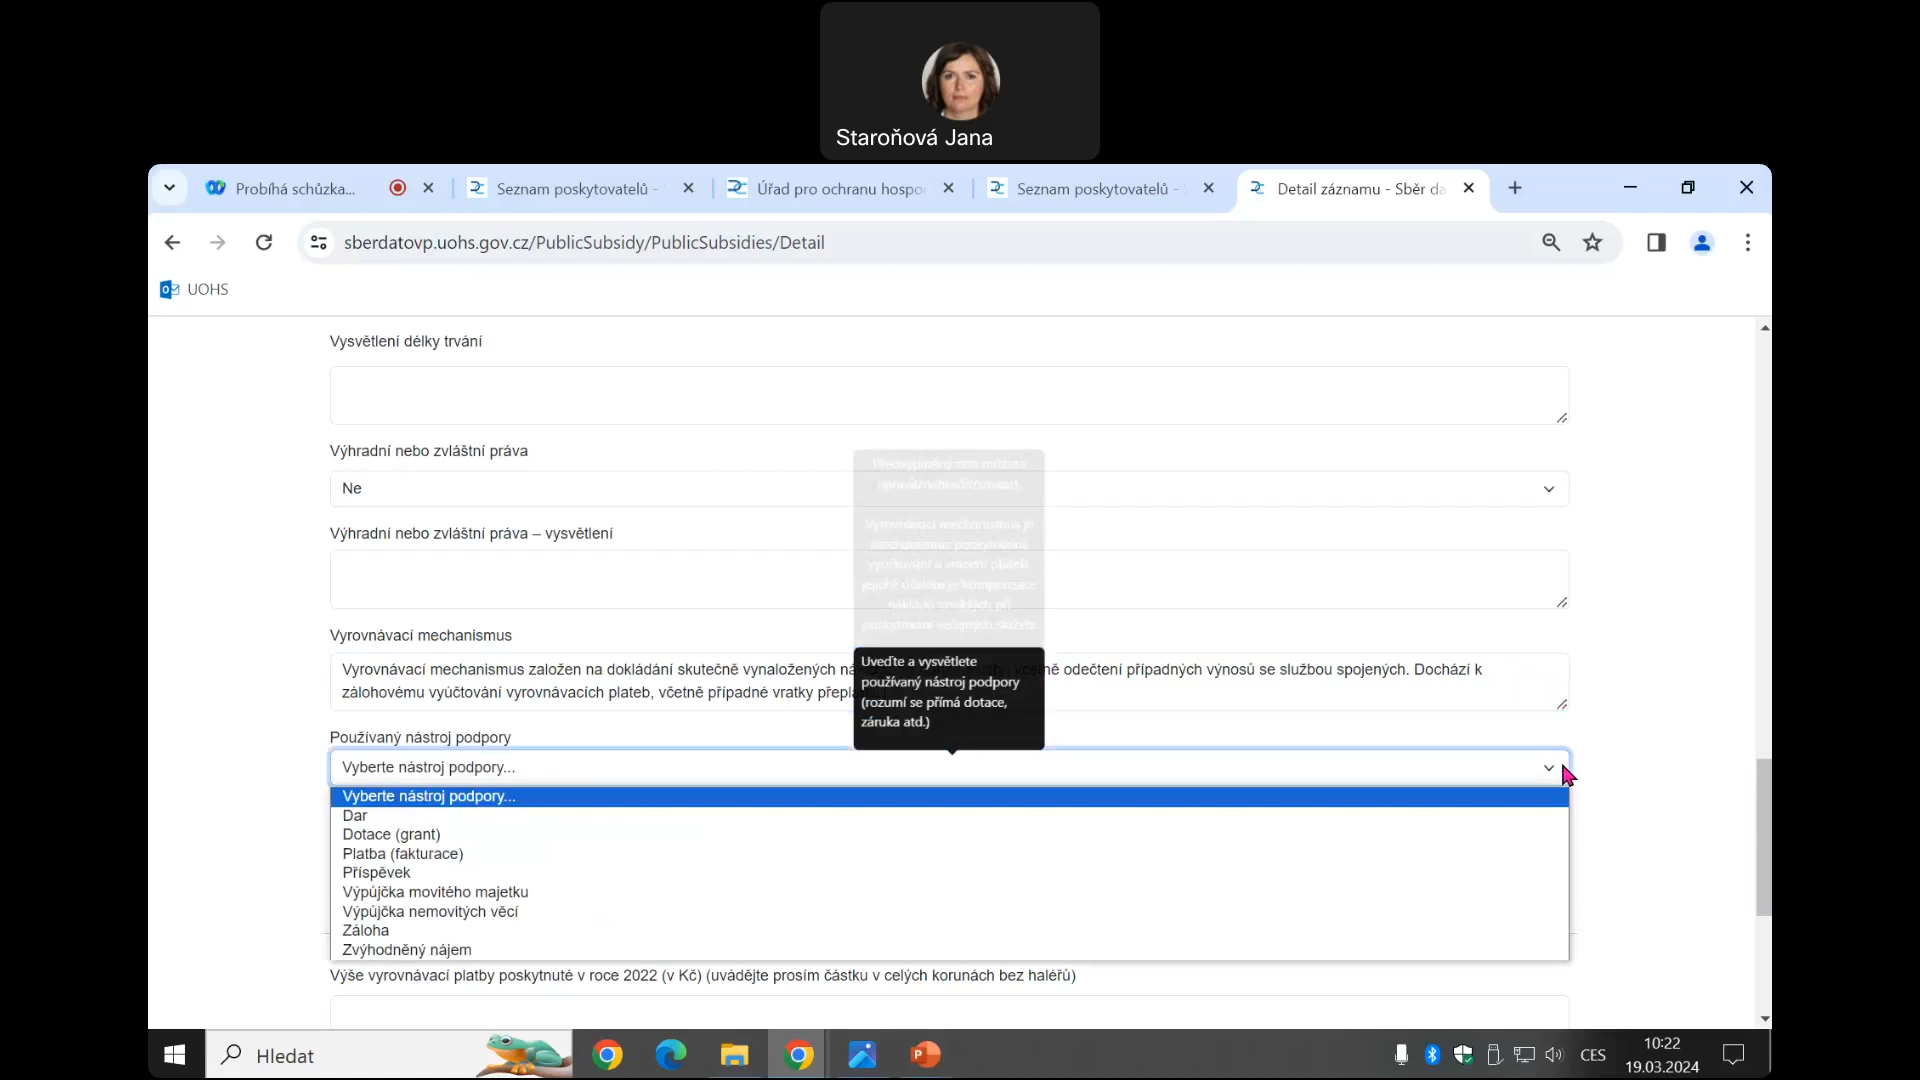 Staroňová Jana
Probíhá schůzka...
Seznam poskytovatelů -
Úřad pro ochranu hospo
Seznam poskytovatelů -
Detail záznamu - Sběr da
sberdatovp.uohs.gov.cz/PublicSubsidy/PublicSubsidies/Detail
UOHS
Vysvětlení délky trvání
Výhradní nebo zvláštní práva
Ne
Výhradní nebo zvláštní práva – vysvětlení
Vyrovnávací mechanismus
Vyrovnávací mechanismus založen na dokládání skutečně vynaložených odečtení případných výnosů se službou spojených. Dochází k
zálohovému vyúčtování vyrovnávacích plateb, včetně případné vratky
Uveďte a vysvětlete
používaný nástroj podpory
(rozumí se přímá dotace,
záruka atd.)
Používaný nástroj podpory
Vyberte nástroj podpory...
Vyberte nástroj podpory...
Dar
Dotace (grant)
Platba (fakturace)
Příspěvek
Výpůjčka movitého majetku
Výpůjčka nemovitých věcí
Záloha
Zvýhodněný nájem
Výše vyrovnávací platby poskytnuté v roce 2022 (v Kč) (uvádějte prosím částku v celých korunách bez haléřů)
Hledat
CES
10:22
19.03.2024